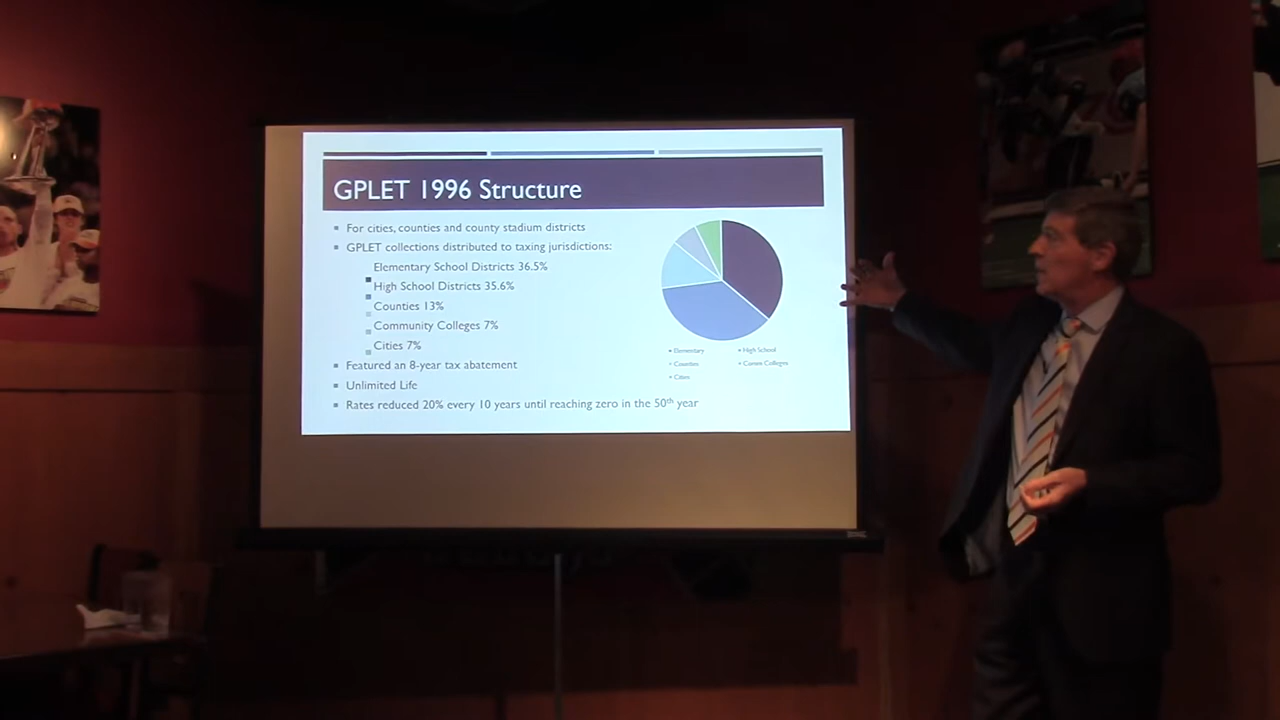 GPLET 1996 Structure
For cities, counties and county stadium districts
GPLET collections distributed to taxing jurisdictions:
Elementary School Districts 36.5%
High School Districts 35.6%
Counties 13%
Community Colleges 7%
Cities 7%
Featured an 8-year tax abatement
Unlimited Life
Rates reduced 20% every 10 years until reaching zero in the 50th year
Elementary High School
Counties Comm Colleges
Cities